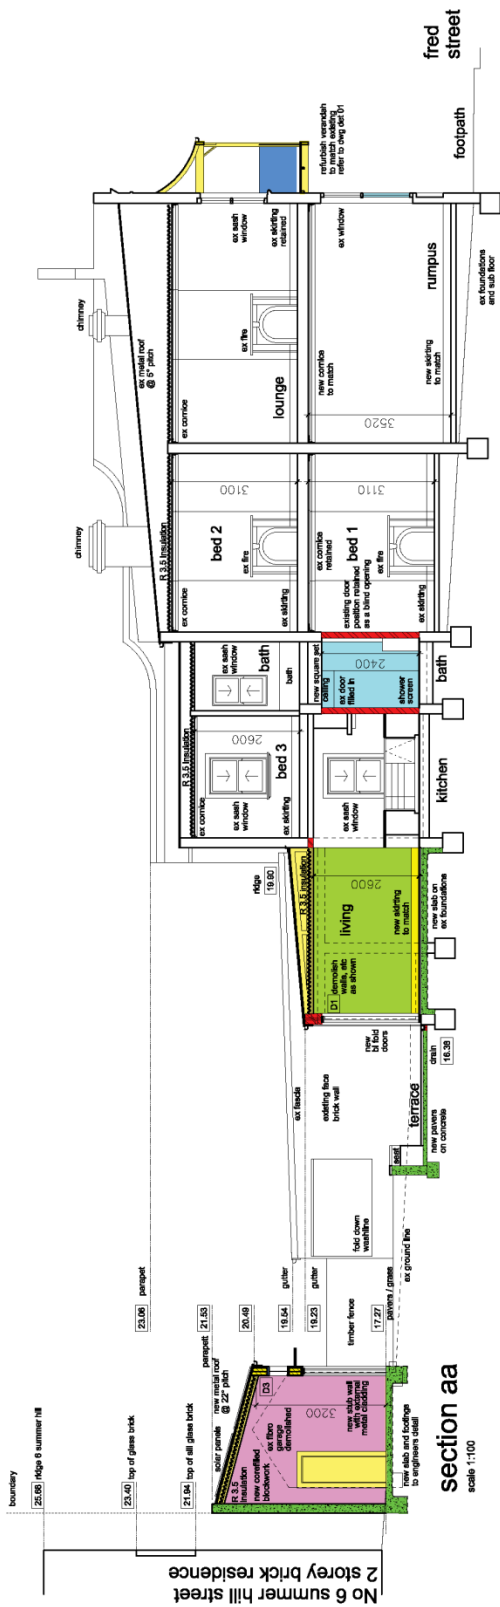 No 6 summer hill street
2 storey brick residence
boundary
25.66 ridge 6 summer hill
23.40 top of glass brick
21.94 top of sill glass brick
23.06 parapet
21.53
parapett
20.49
19.54
gutter
19.23
gutter
17.27
pavers / grass
solar panels
new metal roof
@ 22° pitch
R 3.5
insulation
new corefilled
blockwork
ex fibro
garage
demolished
D3
3200
new stub wall
with external
metal cladding
new slab and footings
to engineers detail
section aa
scale 1:100
timber fence
fold down
washline
ex ground line
ex fascia
existing face
brick wall
seat
terrace
new pavers
on concrete
new
bi fold
doors
drain
16.38
ridge
19.90
R 3.5 insulation
living
D1 demolish
walls, etc
as shown
2600
new skirting
to match
new slab on
ex foundations
R 3.5 Insulation
ex cornice
2600
ex sash
window
bed 3
ex skirting
ex sash
window
kitchen
ex sash
window
bath
bath
new square set
ceiling
2400
ex door
filled in
shower
screen
bath
chimney
chimney
ex metal roof
@ 5° pitch
R 3.5 Insulation
ex cornice
bed 2
3100
ex fire
ex skirting
ex cornice
retained
existing door
position retained
as a blind opening
bed 1
3110
ex fire
ex skirting
ex cornice
lounge
ex fire
ex sash
window
ex skirting
retained
new cornice
to match
3520
ex window
rumpus
new skirting
to match
ex foundations
and sub floor
refurbish verandah
to match existing
refer to dwg det 01
footpath
fred
street